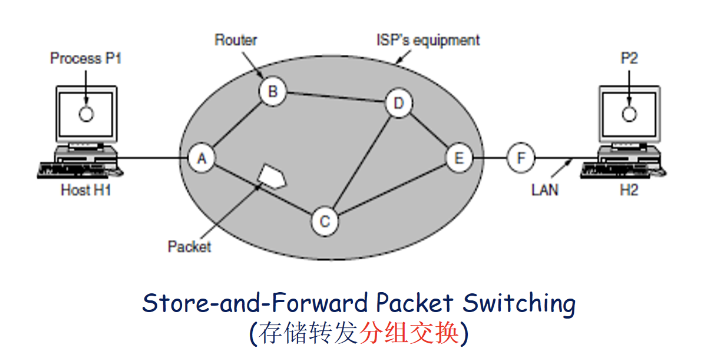 Router
ISP's equipment
Process P1
P2
B
D
A
E
F
Host H1
LAN
H2
C
Packet
Store-and-Forward Packet Switching
(存储转发分组交换)